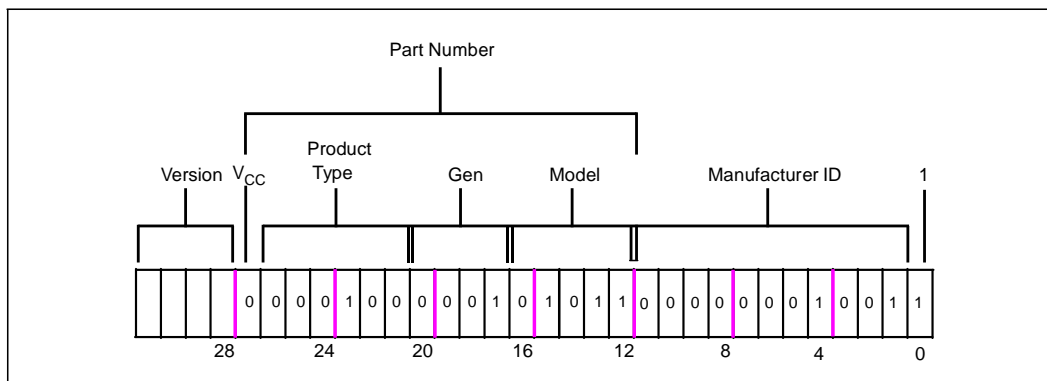 Part Number
Product
Version V_CC Type Gen Model Manufacturer ID 1
0 0 0 0 1 0 0 0 0 0 1 0 1 0 1 1 0 0 0 0 0 0 0 1 0 0 1 1
28 24 20 16 12 8 4 0